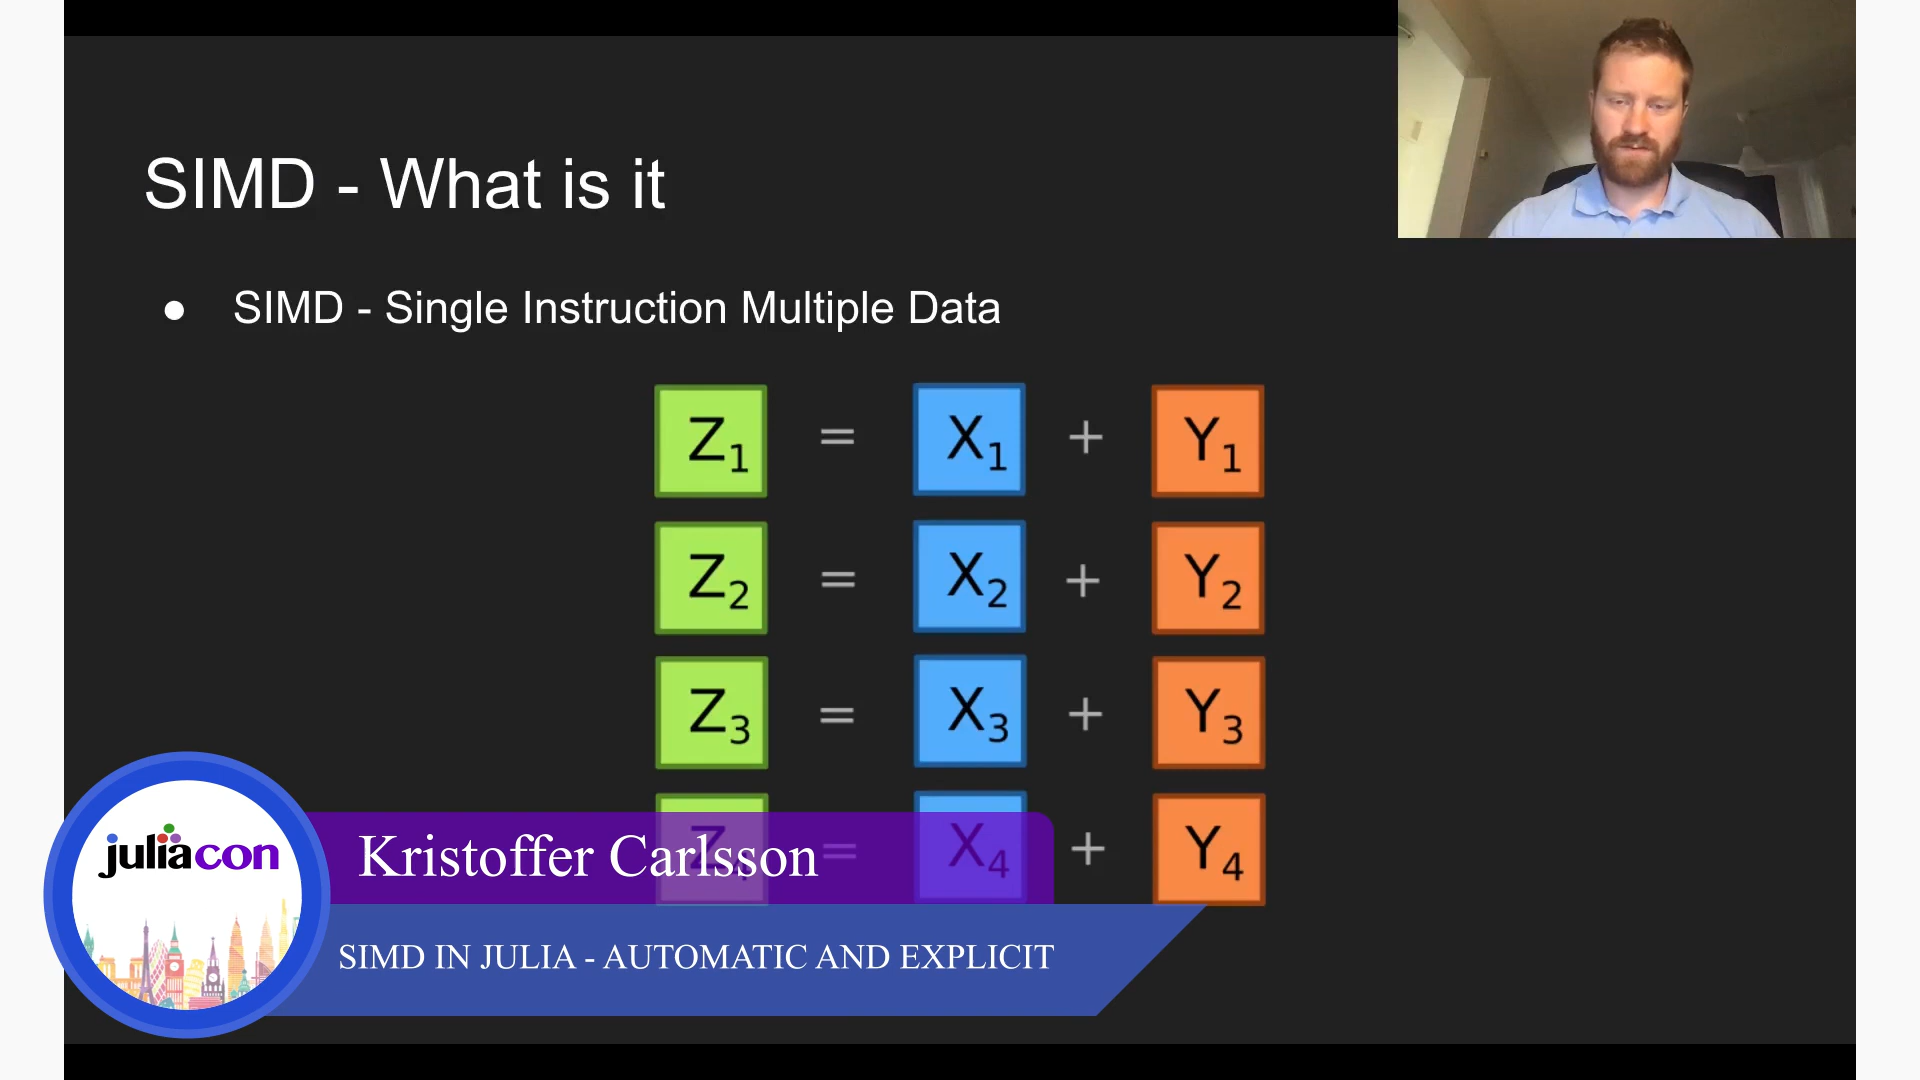 SIMD - What is it
● SIMD - Single Instruction Multiple Data
Z1 = X1 + Y1
Z2 = X2 + Y2
Z3 = X3 + Y3
Z4 = X4 + Y4
juliacon
Kristoffer Carlsson
SIMD IN JULIA - AUTOMATIC AND EXPLICIT